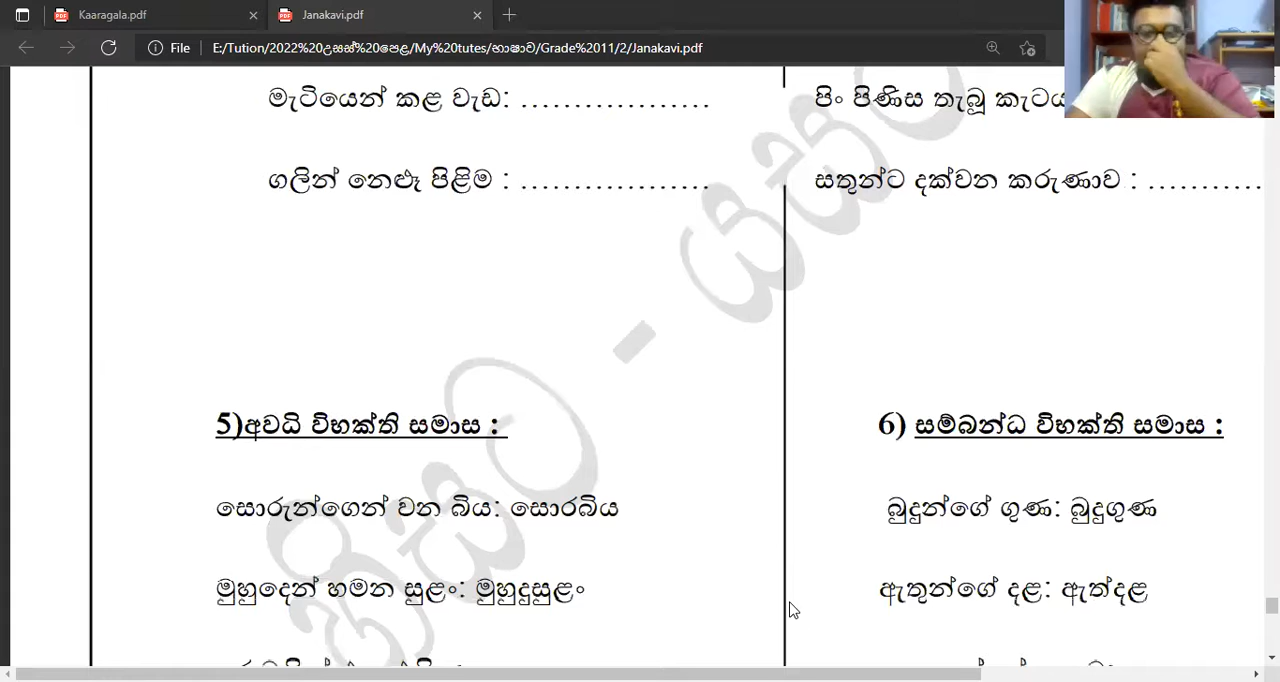 Kaaragala.pdf
Janakavi.pdf
File E:/Tution/2022%20උසස්%20පෙළ/My%20tutes/භාෂාව/Grade%2011/2/Janakavi.pdf
මැටියෙන් කළ වැඩ: ..................
පිං පිණිස තැබූ කැටය
ගලින් නෙළූ පිළිම : ..................
සතුන්ට දක්වන කරුණාව : ...........
5)අවධි විභක්ති සමාස :
6) සම්බන්ධ විභක්ති සමාස :
සොරුන්ගෙන් වන බිය: සොරබිය
බුදුන්ගේ ගුණ: බුදුගුණ
මුහුදෙන් හමන සුළං: මුහුදුසුළං
ඇතුන්ගේ දළ: ඇත්දළ